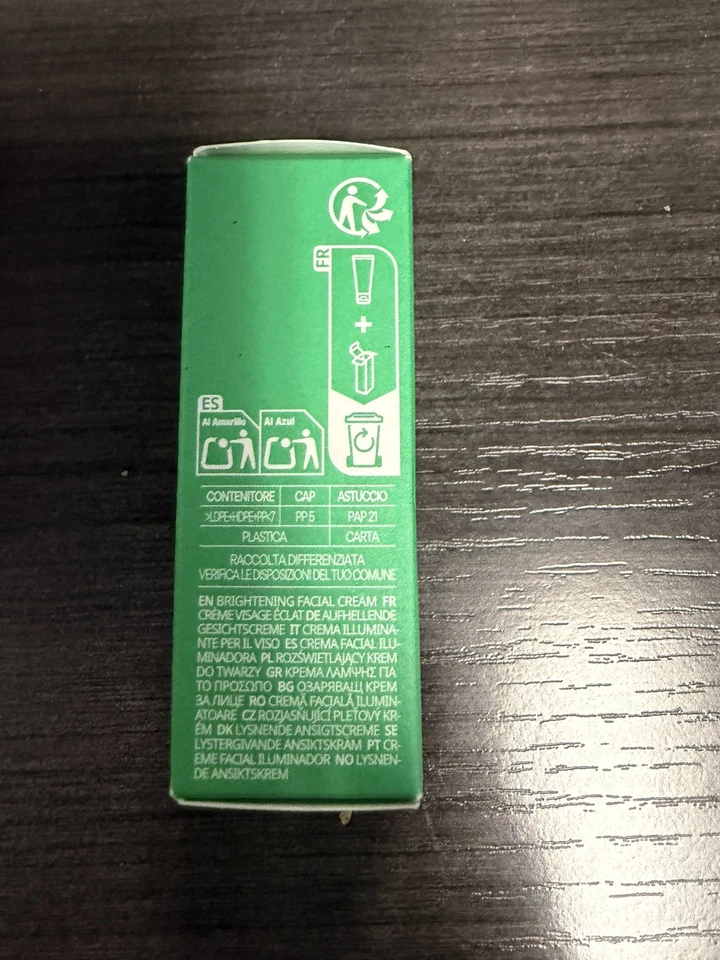 FR
+
ES
Al Amarillo Al Azul
CONTENITORE CAP ASTUCCIO
>LDPE+HDPE+PP<7 PP 5 PAP 21
PLASTICA CARTA
RACCOLTA DIFFERENZIATA
VERIFICA LE DISPOSIZIONI DEL TUO COMUNE
EN BRIGHTENING FACIAL CREAM FR
CRÈME VISAGE ÉCLAT DE AUFHELLENDE
GESICHTSCREME IT CREMA ILLUMINA-
NTE PER IL VISO ES CREMA FACIAL ILU-
MINADORA PL ROZŚWIETLAJĄCY KREM
DO TWARZY GR ΚΡΕΜΑ ΛΑΜΨΗΣ ΓΙΑ
ΤΟ ΠΡΟΣΩΠΟ BG ОЗАРЯВАЩ КРЕМ
ЗА ЛИЦЕ RO CREMĂ FACIALĂ ILUMIN-
ATOARE CZ ROZJASŇUJÍCÍ PLEŤOVÝ KR-
ÉM DK LYSNENDE ANSIGTSCREME SE
LYSTERGIVANDE ANSIKTSKRÄM PT CR-
EME FACIAL ILUMINADOR NO LYSNEN-
DE ANSIKTSKREM